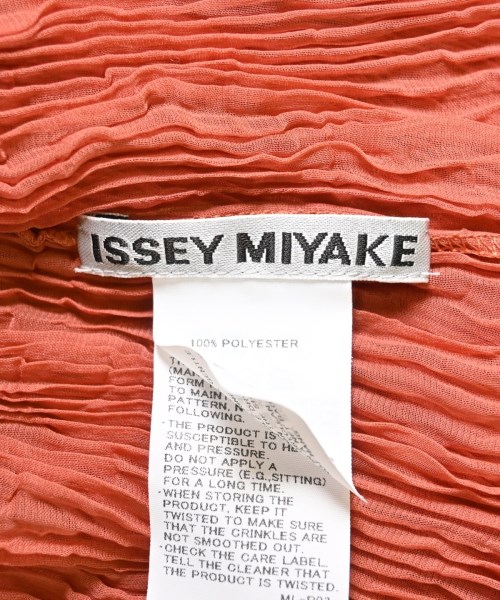 ISSEY MIYAKE
100% POLYESTER
FORM
TO MAIN
PATTERN,
FOLLOWING.
·THE PRODUCT IS
SUSCEPTIBLE TO
AND PRESSURE.
DO NOT APPLY A
PRESSURE (E.G.,SITTING)
FOR A LONG TIME.
·WHEN STORING THE
PRODUCT, KEEP IT
TWISTED TO MAKE SURE
THAT THE CRINKLES ARE
NOT SMOOTHED OUT.
·CHECK THE CARE LABEL.
TELL THE CLEANER THAT
THE PRODUCT IS TWISTED.